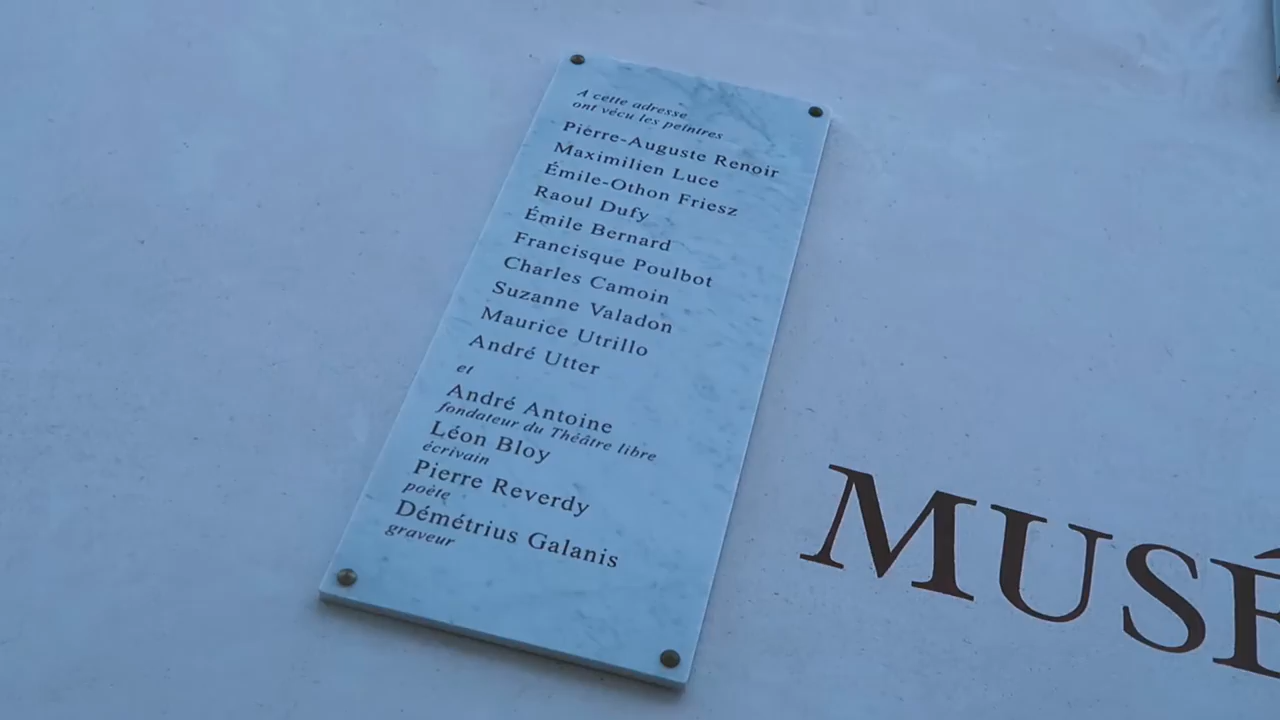 A cette adresse
ont vécu les peintres
Pierre-Auguste Renoir
Maximilien Luce
Émile-Othon Friesz
Raoul Dufy
Émile Bernard
Francisque Poulbot
Charles Camoin
Suzanne Valadon
Maurice Utrillo
André Utter
et
André Antoine
fondateur du Théâtre libre
Léon Bloy
écrivain
Pierre Reverdy
poète
Démétrius Galanis
graveur
MUSÉ